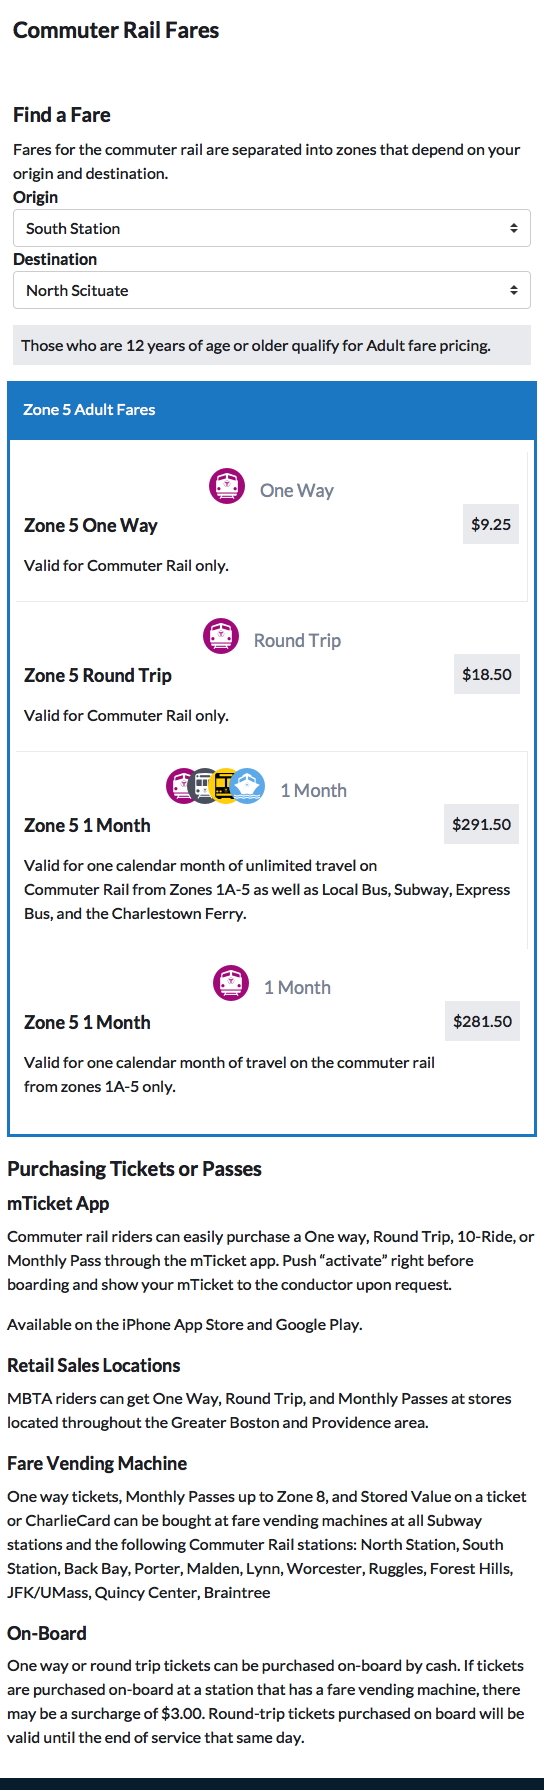 Commuter Rail Fares
Find a Fare
Fares for the commuter rail are separated into zones that depend on your
origin and destination.
Origin
South Station
Destination
North Scituate
Those who are 12 years of age or older qualify for Adult fare pricing.
Zone 5 Adult Fares
One Way
Zone 5 One Way
$9.25
Valid for Commuter Rail only.
Round Trip
Zone 5 Round Trip
$18.50
Valid for Commuter Rail only.
1 Month
Zone 5 1 Month
$291.50
Valid for one calendar month of unlimited travel on
Commuter Rail from Zones 1A-5 as well as Local Bus, Subway, Express
Bus, and the Charlestown Ferry.
1 Month
Zone 5 1 Month
$281.50
Valid for one calendar month of travel on the commuter rail
from zones 1A-5 only.
Purchasing Tickets or Passes
mTicket App
Commuter rail riders can easily purchase a One way, Round Trip, 10-Ride, or
Monthly Pass through the mTicket app. Push “activate” right before
boarding and show your mTicket to the conductor upon request.
Available on the iPhone App Store and Google Play.
Retail Sales Locations
MBTA riders can get One Way, Round Trip, and Monthly Passes at stores
located throughout the Greater Boston and Providence area.
Fare Vending Machine
One way tickets, Monthly Passes up to Zone 8, and Stored Value on a ticket
or CharlieCard can be bought at fare vending machines at all Subway
stations and the following Commuter Rail stations: North Station, South
Station, Back Bay, Porter, Malden, Lynn, Worcester, Ruggles, Forest Hills,
JFK/UMass, Quincy Center, Braintree
On-Board
One way or round trip tickets can be purchased on-board by cash. If tickets
are purchased on-board at a station that has a fare vending machine, there
may be a surcharge of $3.00. Round-trip tickets purchased on board will be
valid until the end of service that same day.